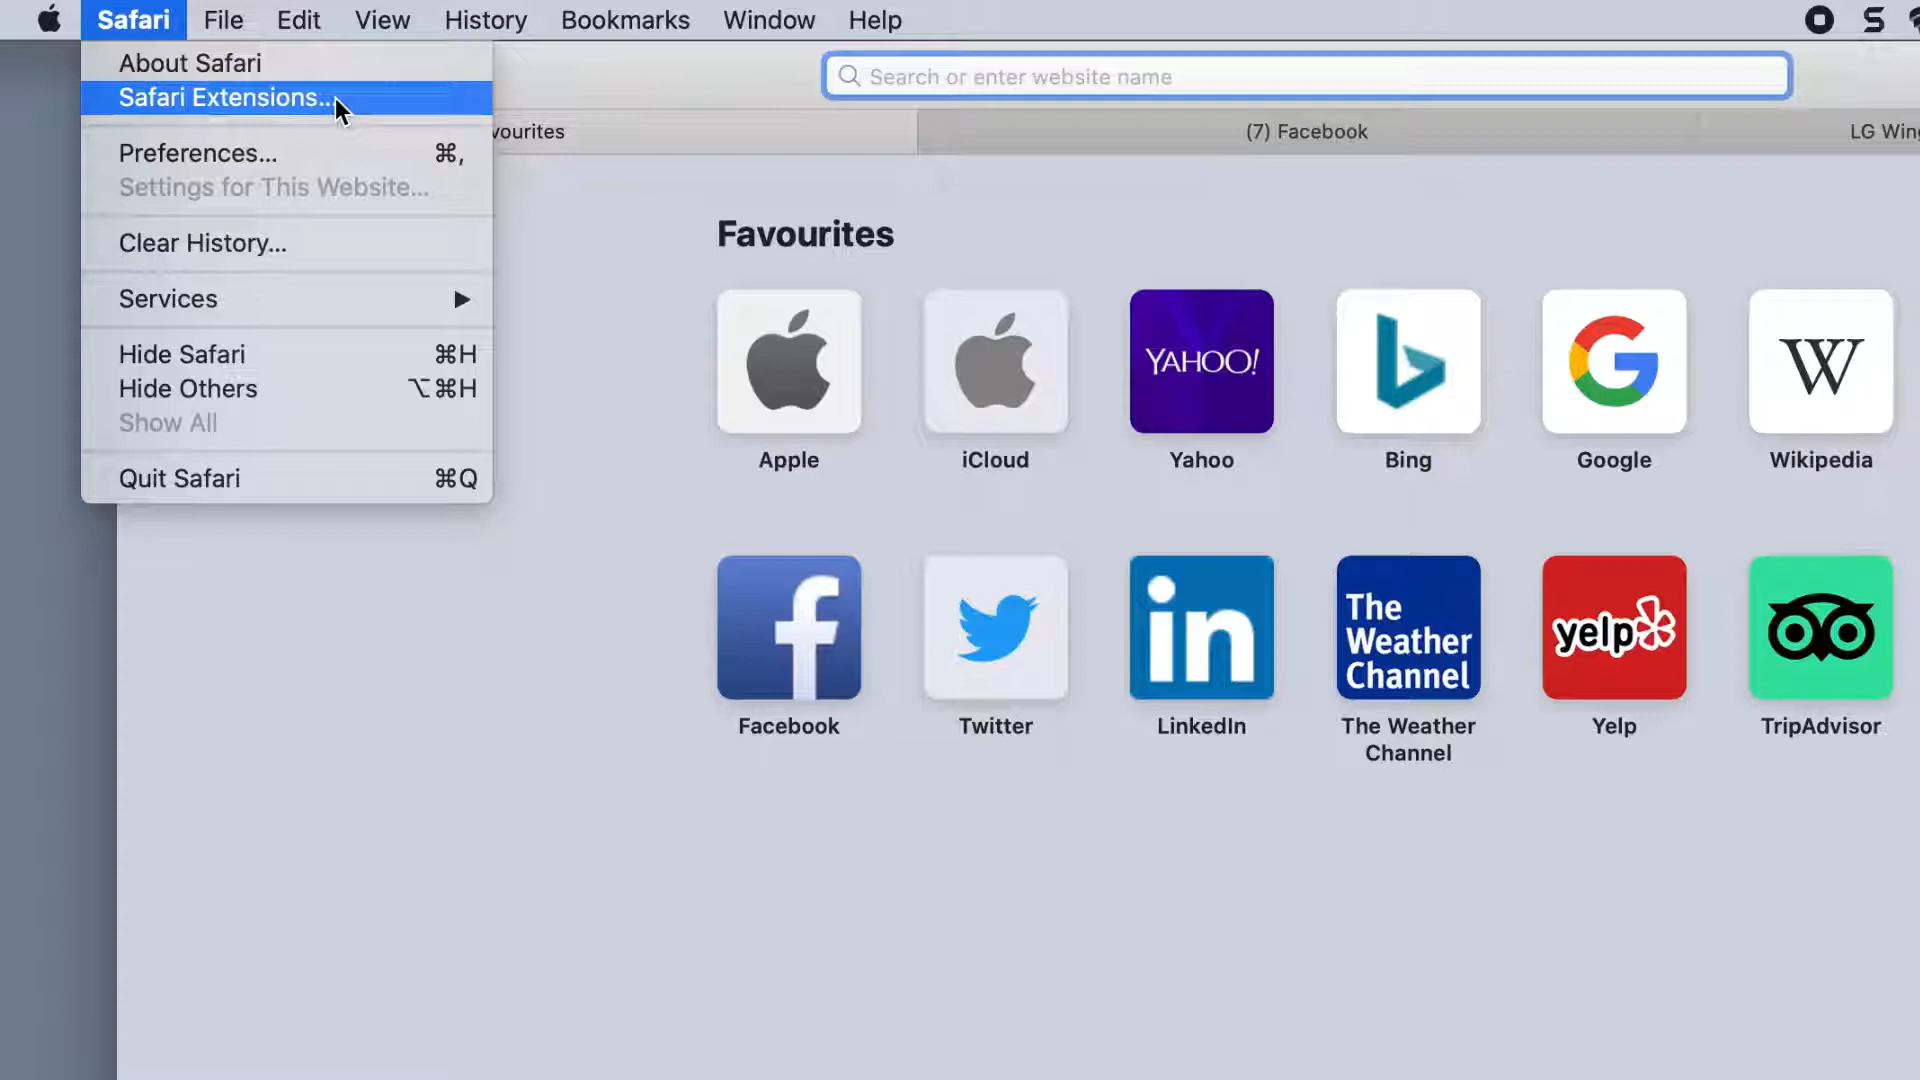 Safari File Edit View History Bookmarks Window Help
About Safari
Safari Extensions...
Preferences... ⌘,
Settings for This Website...
Clear History...
Services
Hide Safari ⌘H
Hide Others ⌥⌘H
Show All
Quit Safari ⌘Q
Search or enter website name
vourites (7) Facebook LG Wing
Favourites
YAHOO! W
Apple iCloud Yahoo Bing Google Wikipedia
f in The Weather Channel yelp
Facebook Twitter LinkedIn The Weather Yelp TripAdvisor
Channel